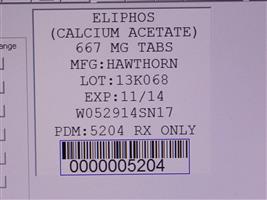 ange
ELIPHOS
(CALCIUM ACETATE)
667 MG TABS
MFG:HAWTHORN
LOT:13K068
EXP:11/14
W052914SN17
PDM:5204 RX ONLY
0000005204